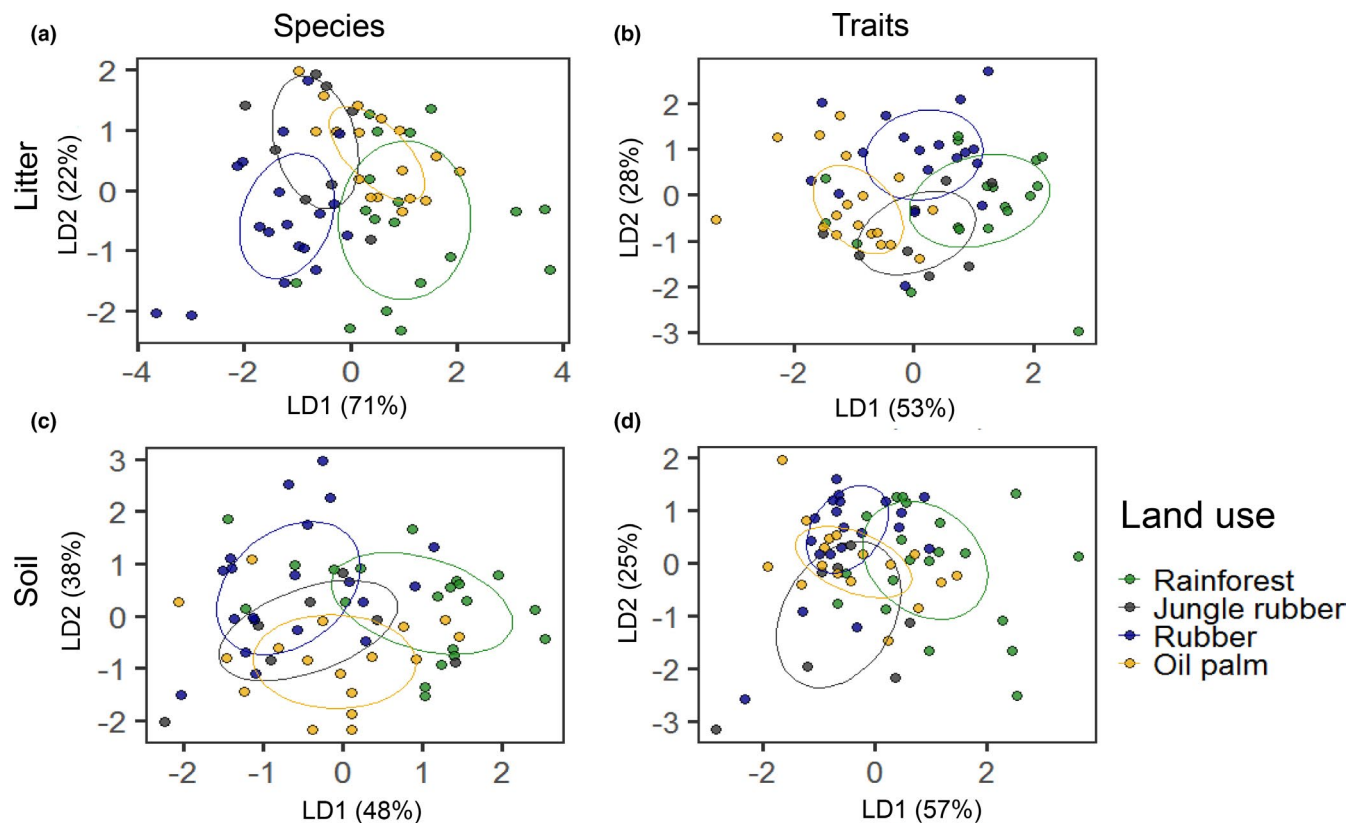 (a)
Species
(b)
Traits
Litter
LD2 (22%)
2
1
0
-1
-2
-4
-2
0
2
4
LD1 (71%)
LD2 (28%)
2
1
0
-1
-2
-3
-2
0
2
LD1 (53%)
(c)
Soil
LD2 (38%)
3
2
1
0
-1
-2
-2
-1
0
1
2
LD1 (48%)
(d)
LD2 (25%)
2
1
0
-1
-2
-3
-2
0
2
LD1 (57%)
Land use
Rainforest
Jungle rubber
Rubber
Oil palm